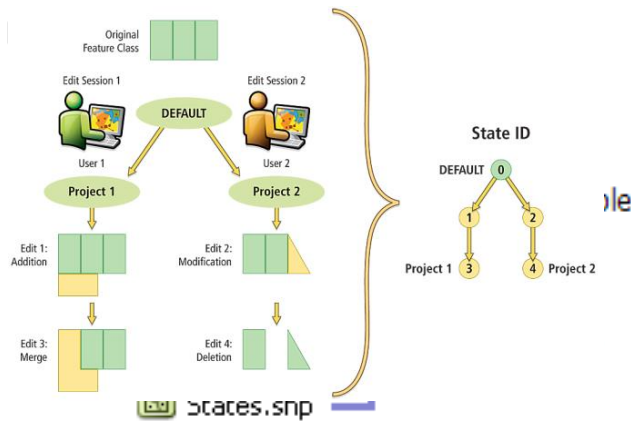 Original
Feature Class
Edit Session 1
Edit Session 2
DEFAULT
User 1
User 2
Project 1
Project 2
Edit 1:
Addition
Edit 2:
Modification
Edit 3:
Merge
Edit 4:
Deletion
State ID
DEFAULT 0
1 2
Project 1 3 4 Project 2
States.shp